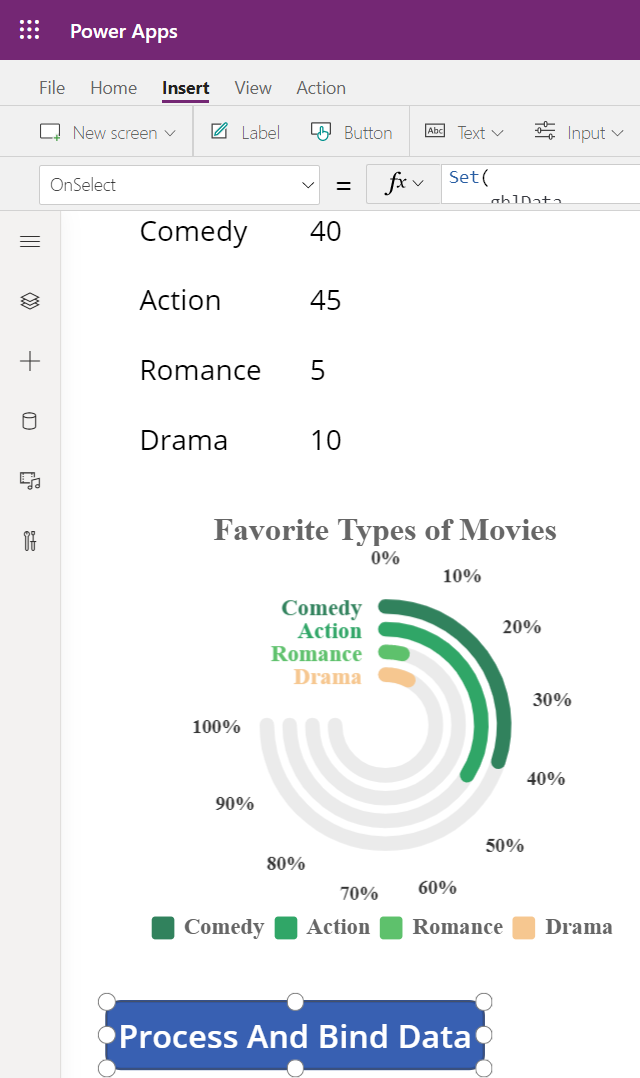 Power Apps
File Home Insert View Action
New screen Label Button Abc Text Input
OnSelect = fx Set(
gblData
Comedy 40
Action 45
Romance 5
Drama 10
Favorite Types of Movies
0%
10%
Comedy
20%
Action
Romance
Drama
30%
100%
40%
90%
50%
80%
60%
70%
Comedy Action Romance Drama
Process And Bind Data